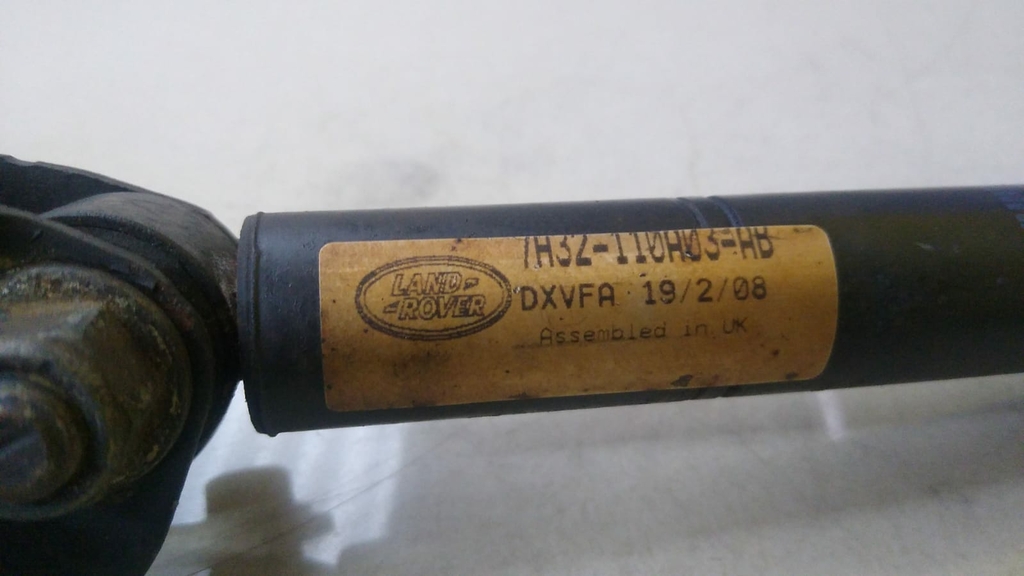 7H32-110A03-AB
LAND-
-ROVER
DXVFA 19/2/08
Assembled in UK